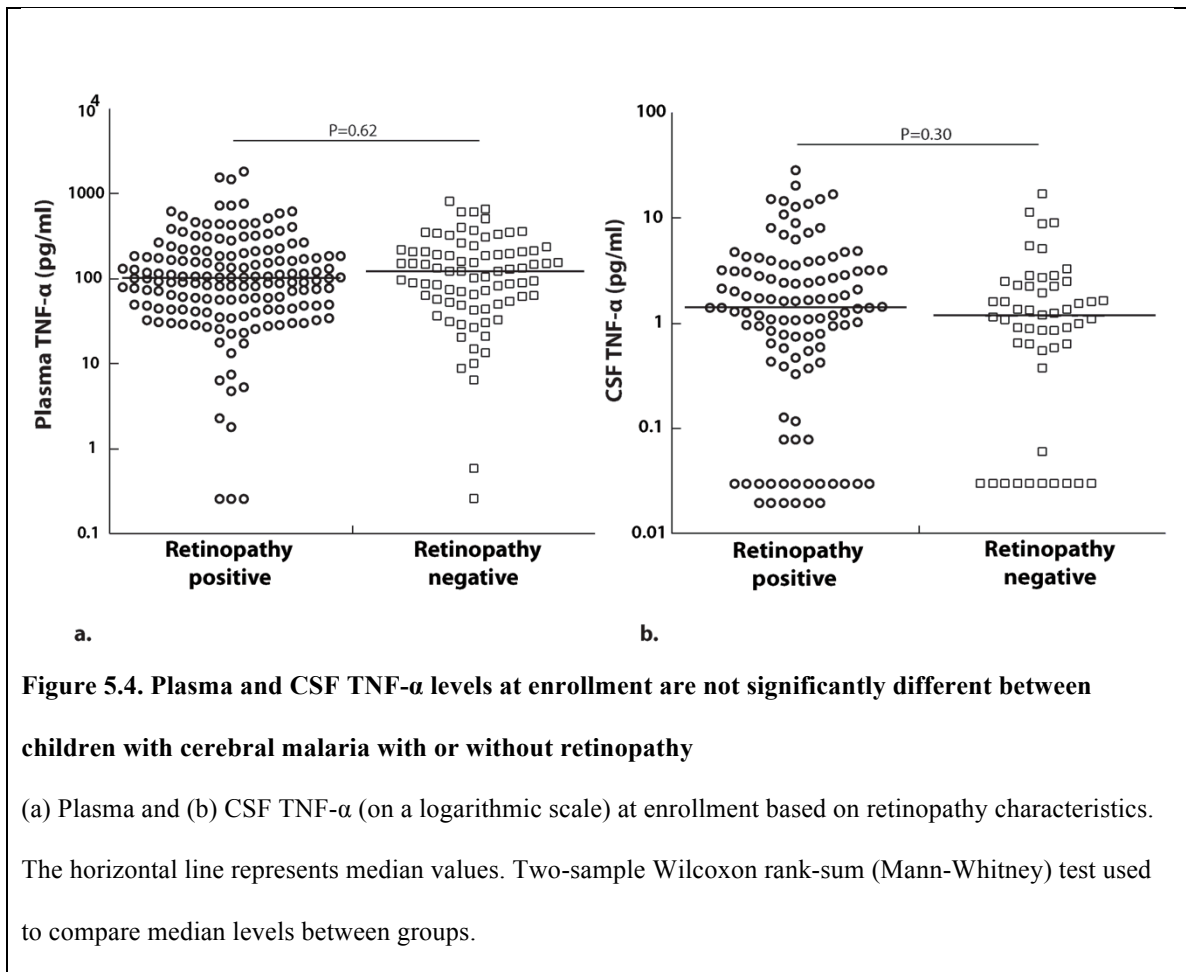 10^4
1000
100
10
1
0.1
Plasma TNF-α (pg/ml)
P=0.62
Retinopathy positive
Retinopathy negative
a.
100
10
1
0.1
0.01
CSF TNF-α (pg/ml)
P=0.30
Retinopathy positive
Retinopathy negative
b.
Figure 5.4. Plasma and CSF TNF-α levels at enrollment are not significantly different between
children with cerebral malaria with or without retinopathy
(a) Plasma and (b) CSF TNF-α (on a logarithmic scale) at enrollment based on retinopathy characteristics.
The horizontal line represents median values. Two-sample Wilcoxon rank-sum (Mann-Whitney) test used
to compare median levels between groups.